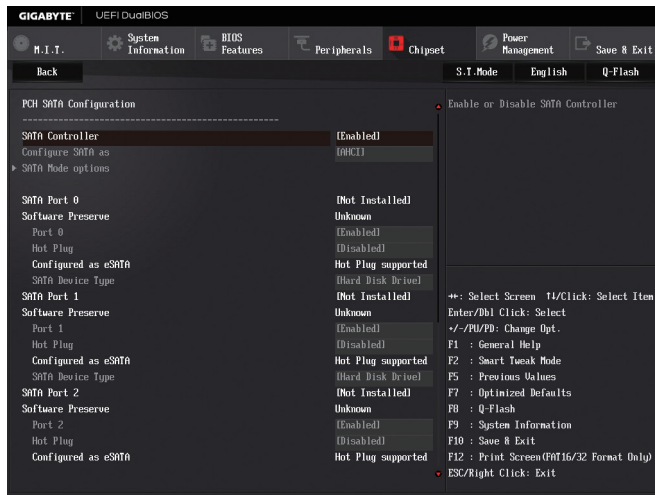 GIGABYTE™ UEFI DualBIOS
M.I.T.
System Information
BIOS Features
Peripherals
Chipset
Power Management
Save & Exit
Back
S.T.Mode English Q-Flash
PCH SATA Configuration
Enable or Disable SATA Controller
------------------------------------------------
SATA Controller [Enabled]
Configure SATA as [AHCI]
SATA Mode options
SATA Port 0 [Not Installed]
Software Preserve Unknown
Port 0 [Enabled]
Hot Plug [Disabled]
Configured as eSATA Hot Plug supported
SATA Device Type [Hard Disk Drive]
SATA Port 1 [Not Installed]
Software Preserve Unknown
Port 1 [Enabled]
Hot Plug [Disabled]
Configured as eSATA Hot Plug supported
SATA Device Type [Hard Disk Drive]
SATA Port 2 [Not Installed]
Software Preserve Unknown
Port 2 [Enabled]
Hot Plug [Disabled]
Configured as eSATA Hot Plug supported
→←: Select Screen ↑↓/Click: Select Item
Enter/Dbl Click: Select
+/-/PU/PD: Change Opt.
F1 : General Help
F2 : Smart Tweak Mode
F5 : Previous Values
F7 : Optimized Defaults
F8 : Q-Flash
F9 : System Information
F10 : Save & Exit
F12 : Print Screen(FAT16/32 Format Only)
ESC/Right Click: Exit